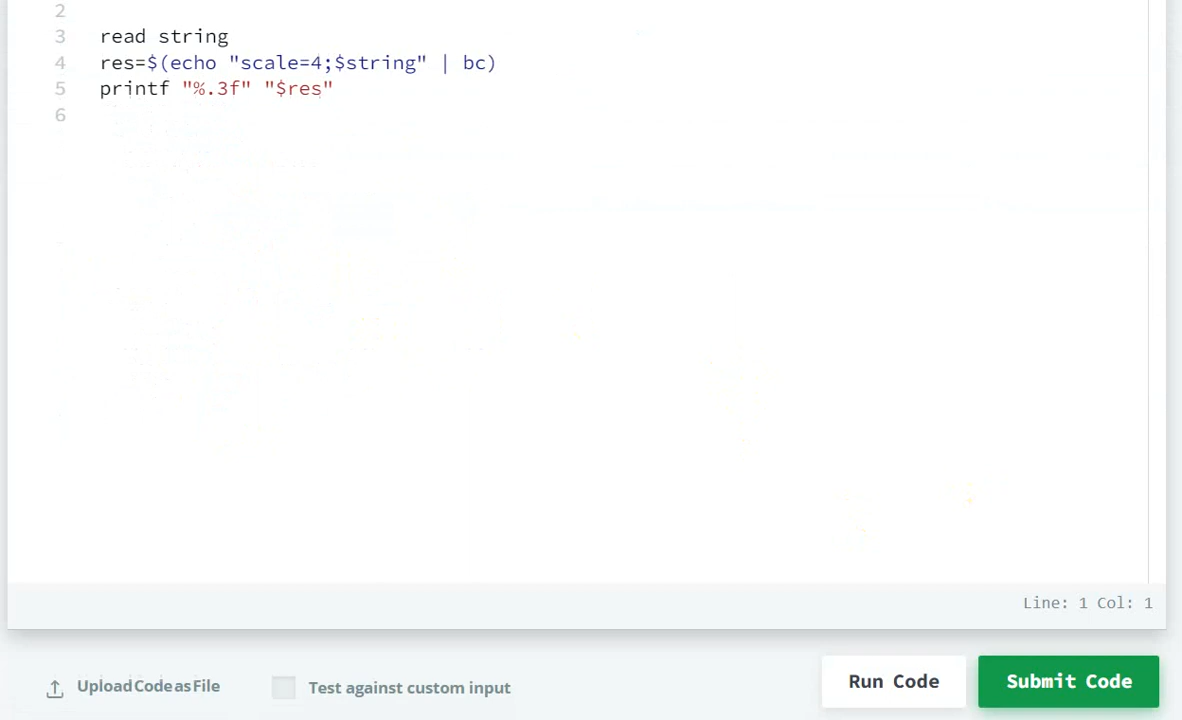 2
3 read string
4 res=$(echo "scale=4;$string" | bc)
5 printf "%.3f" "$res"
6
Line: 1 Col: 1
Upload Code as File
Test against custom input
Run Code
Submit Code